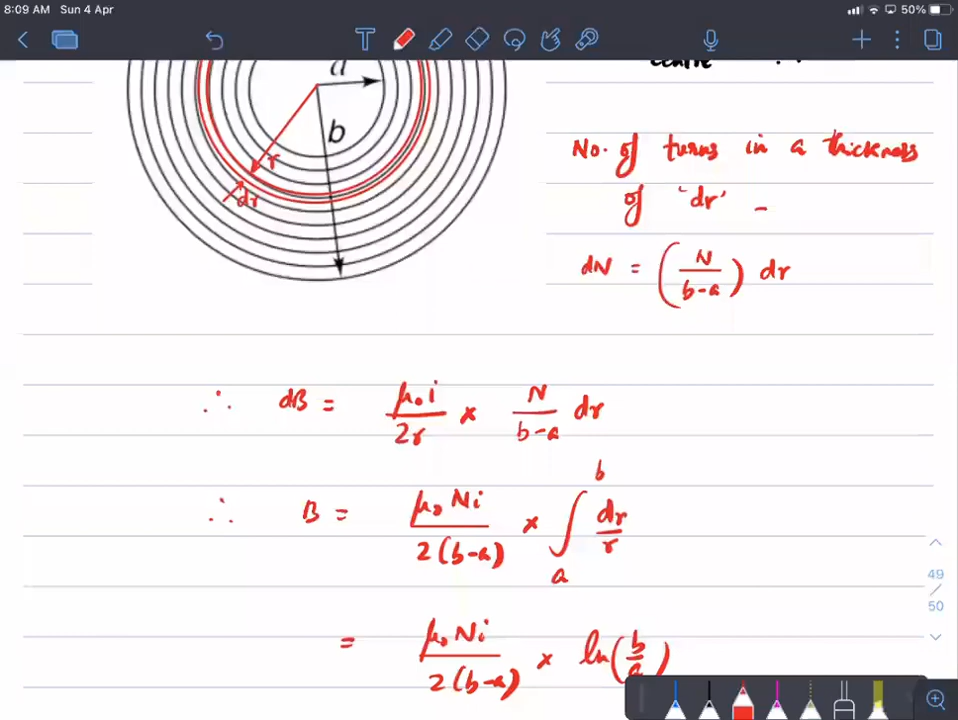 8:09 AM Sun 4 Apr
50%
T
a
b
r
dr
No. of turns in a thickness
of 'dr' -
dN = (N/(b-a)) dr
∴ dB = μ₀i/2r × N/(b-a) dr
∴ B = μ₀Ni/2(b-a) × ∫ₐᵇ dr/r
= μ₀Ni/2(b-a) × ln(b/a)
49
/
50